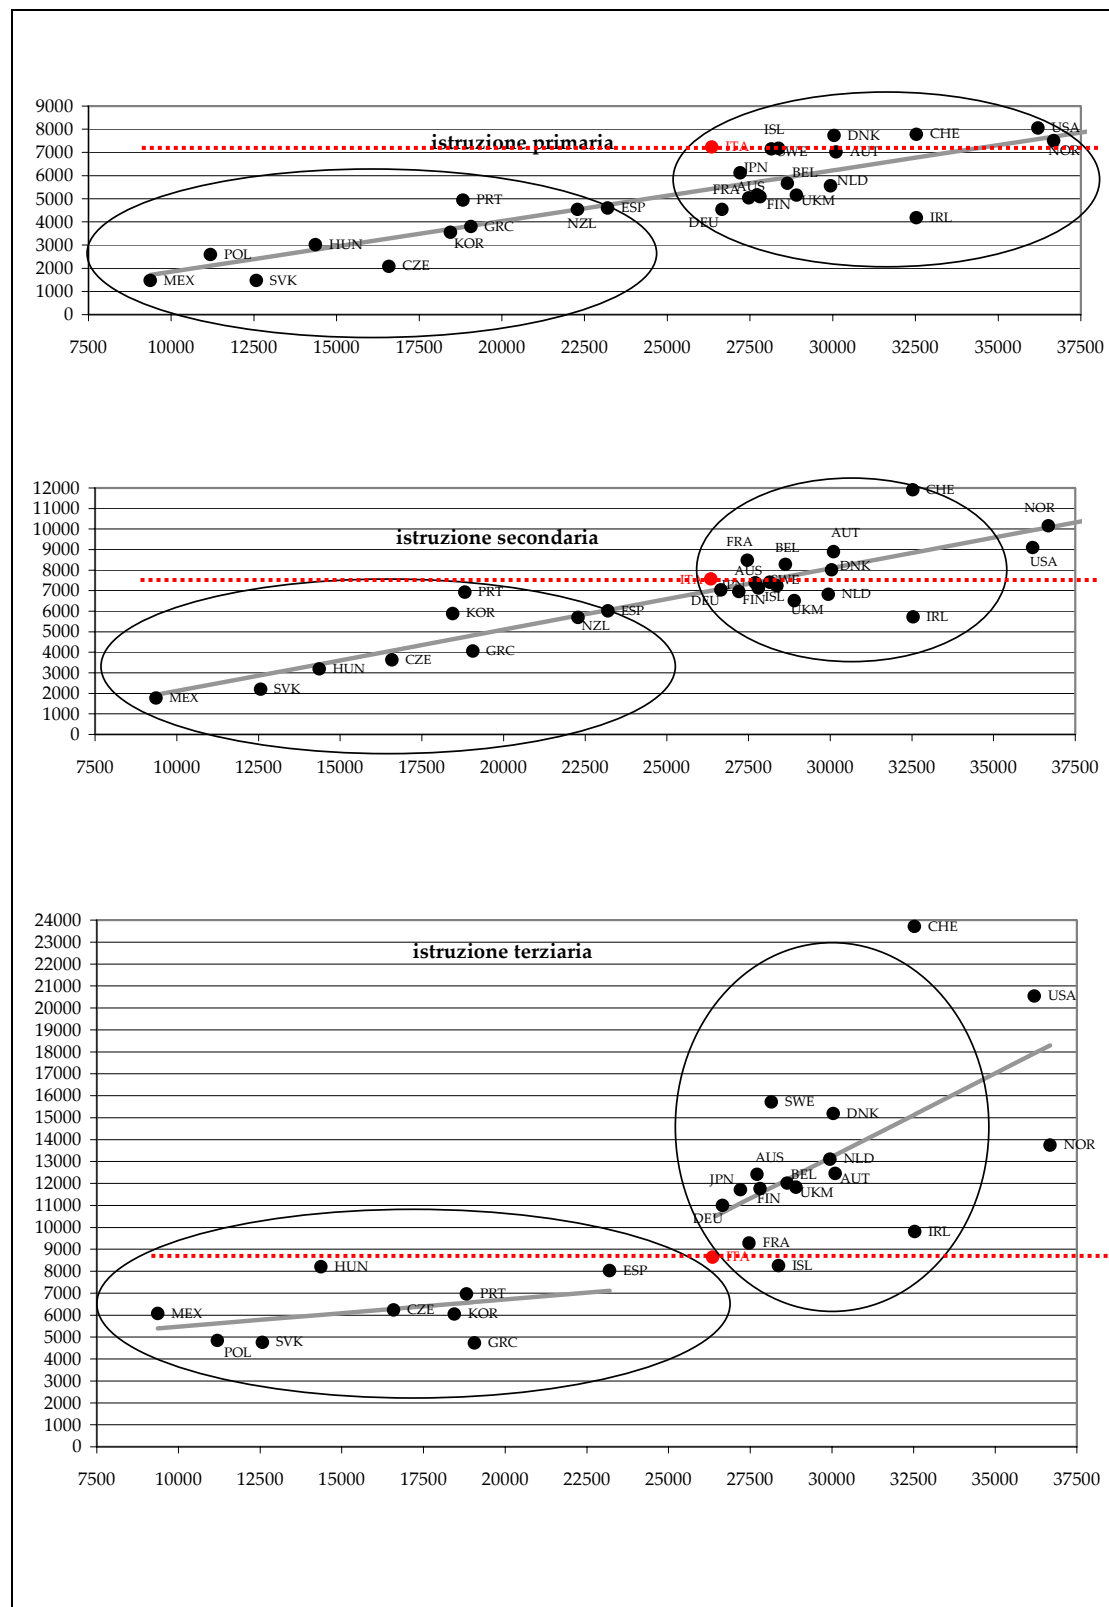 9000
8000
7000
6000
5000
4000
3000
2000
1000
0
istruzione primaria
ISL
DNK
CHE
USA
ITA
SWE
AUT
NOR
JPN
BEL
NLD
FRA
AUS
FIN
UKM
PRT
ESP
DEU
NZL
IRL
GRC
KOR
HUN
POL
CZE
MEX
SVK
7500 10000 12500 15000 17500 20000 22500 25000 27500 30000 32500 35000 37500
12000
11000
10000
9000
8000
7000
6000
5000
4000
3000
2000
1000
0
istruzione secondaria
CHE
NOR
AUT
FRA
BEL
USA
AUS
DNK
ITA
JPN
SWE
DEU
FIN
ISL
NLD
UKM
PRT
KOR
ESP
NZL
IRL
GRC
CZE
HUN
SVK
MEX
7500 10000 12500 15000 17500 20000 22500 25000 27500 30000 32500 35000 37500
24000
23000
22000
21000
20000
19000
18000
17000
16000
15000
14000
13000
12000
11000
10000
9000
8000
7000
6000
5000
4000
3000
2000
1000
0
istruzione terziaria
CHE
USA
SWE
DNK
NOR
AUS
NLD
JPN
BEL
AUT
FIN
UKM
DEU
IRL
FRA
ITA
ISL
HUN
ESP
PRT
MEX
CZE
KOR
POL
SVK
GRC
7500 10000 12500 15000 17500 20000 22500 25000 27500 30000 32500 35000 37500